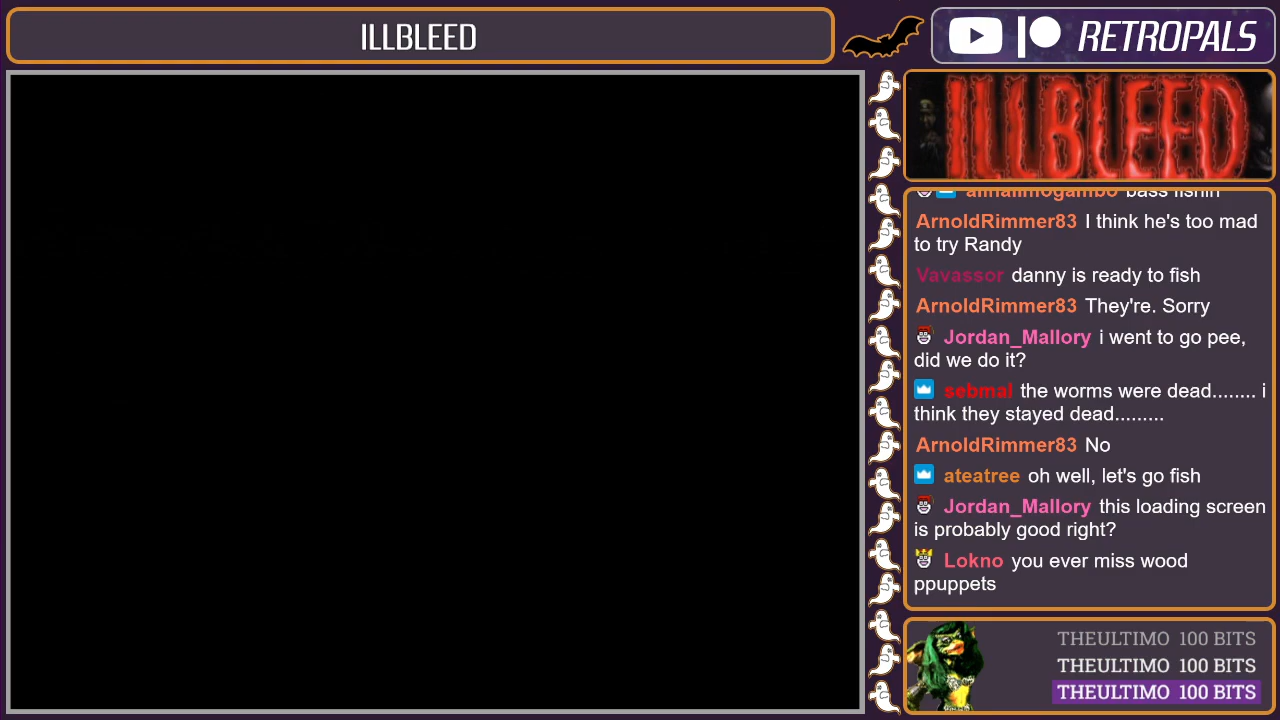 ILLBLEED
RETROPALS
ILLBLEED
annalimogambo bass fishin
ArnoldRimmer83 I think he's too mad
to try Randy
Vavassor danny is ready to fish
ArnoldRimmer83 They're. Sorry
Jordan_Mallory i went to go pee,
did we do it?
sebmal the worms were dead........ i
think they stayed dead.........
ArnoldRimmer83 No
ateatree oh well, let's go fish
Jordan_Mallory this loading screen
is probably good right?
Lokno you ever miss wood
ppuppets
THEULTIMO 100 BITS
THEULTIMO 100 BITS
THEULTIMO 100 BITS